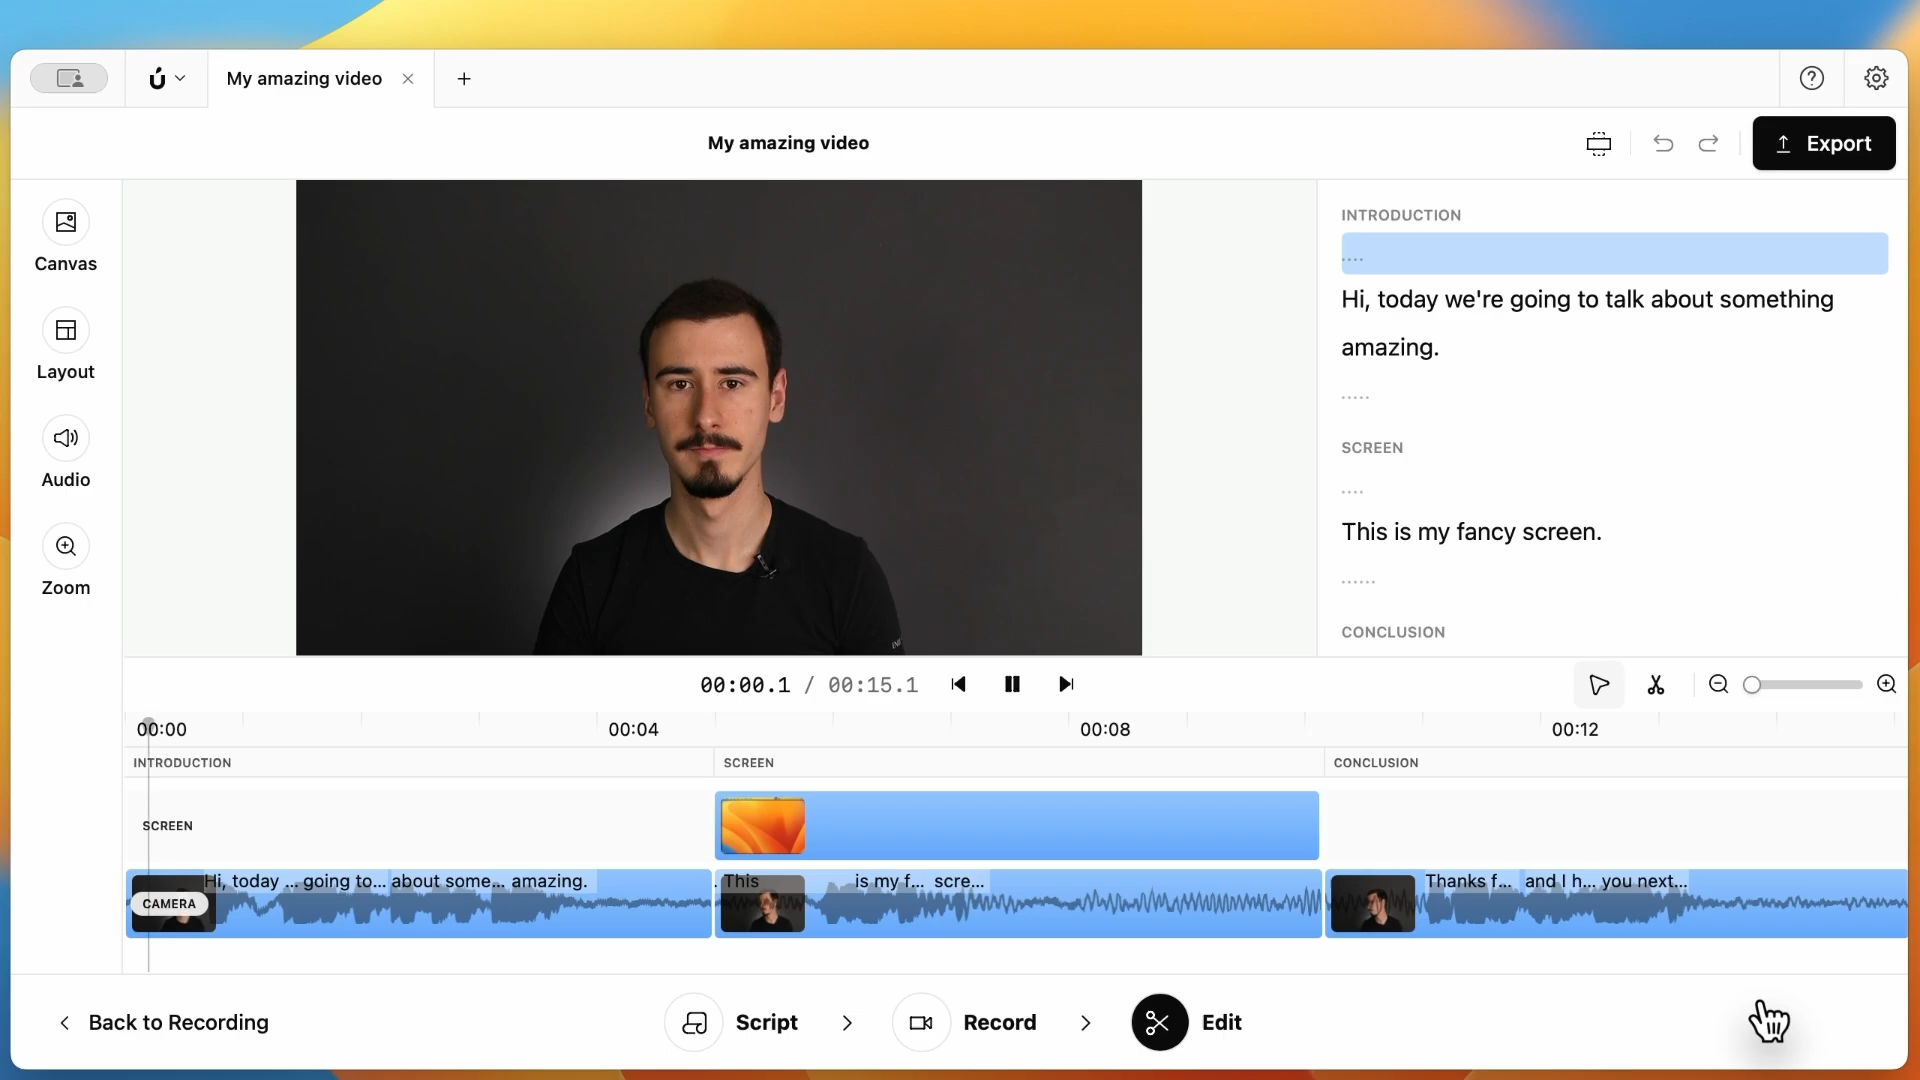 My amazing video
My amazing video
Export
Canvas
Layout
Audio
Zoom
INTRODUCTION
....
Hi, today we're going to talk about something
amazing.
.....
SCREEN
....
This is my fancy screen.
......
CONCLUSION
00:00.1 / 00:15.1
00:00 00:04 00:08 00:12
INTRODUCTION SCREEN CONCLUSION
SCREEN
Hi, today ... going to... about some... amazing. . This is my f... scre... Thanks f... and I h... you next...
CAMERA
Back to Recording Script Record Edit